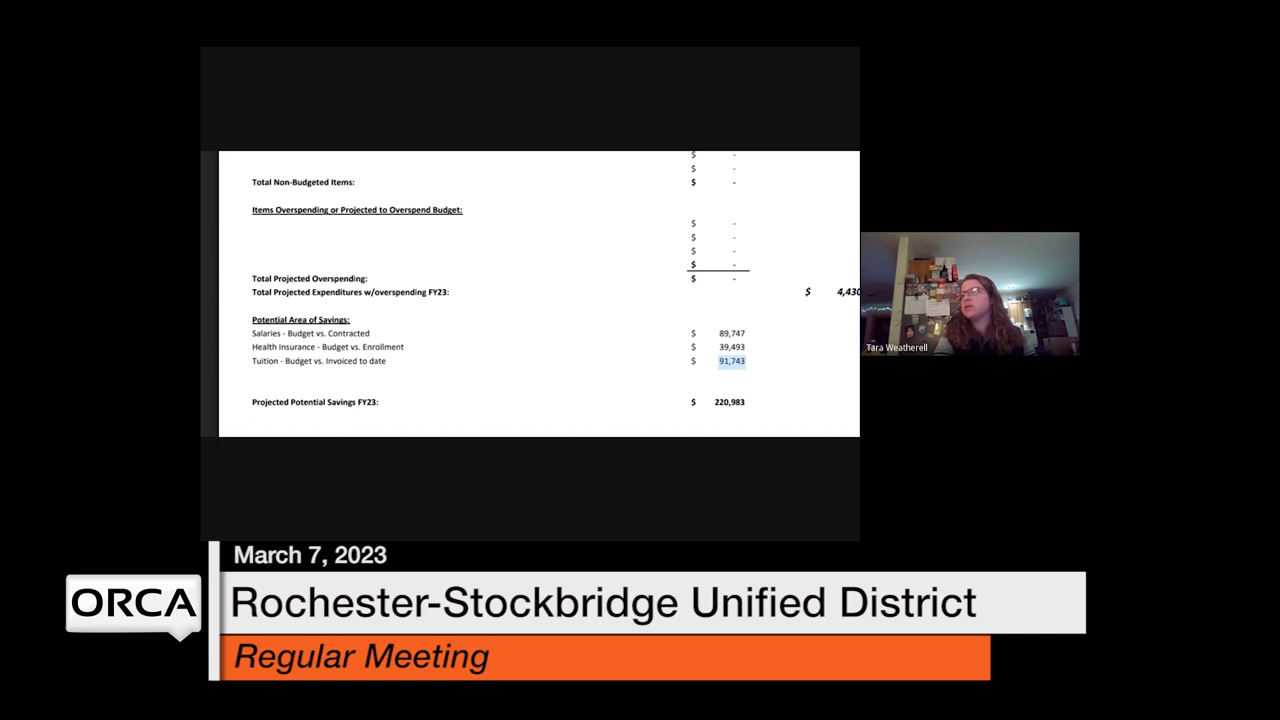 $ -
$ -
Total Non-Budgeted Items: $ -
Items Overspending or Projected to Overspend Budget:
$ -
$ -
$ -
$ -
Total Projected Overspending: $ -
Total Projected Expenditures w/overspending FY23: $ 4,430
Potential Area of Savings:
Salaries - Budget vs. Contracted $ 89,747
Health Insurance - Budget vs. Enrollment $ 39,493
Tuition - Budget vs. Invoiced to date $ 91,743
Projected Potential Savings FY23: $ 220,983
Tara Weatherell
March 7, 2023
ORCA
Rochester-Stockbridge Unified District
Regular Meeting